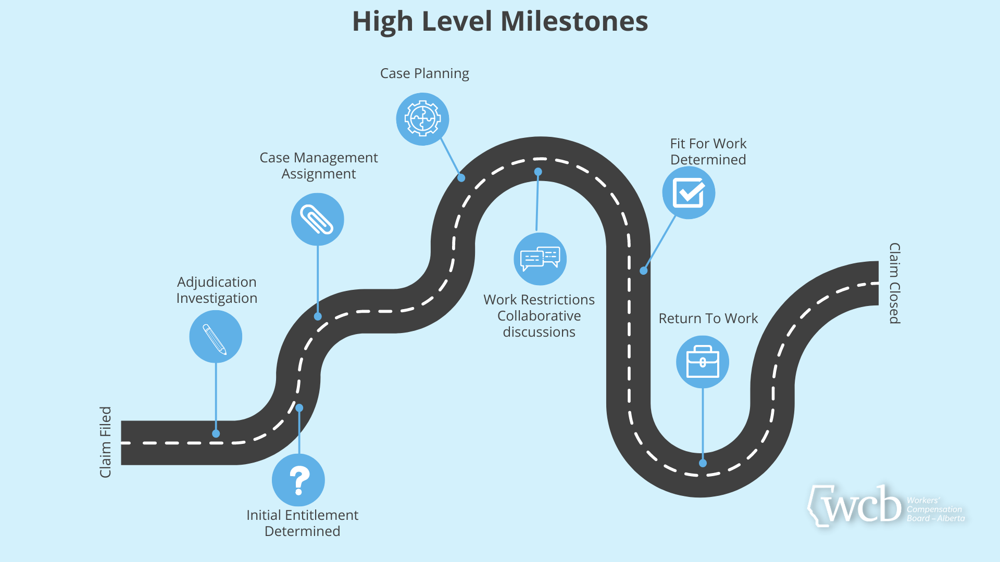 High Level Milestones
Claim Filed
Adjudication
Investigation
Initial Entitlement
Determined
Case Management
Assignment
Case Planning
Work Restrictions
Collaborative
discussions
Fit For Work
Determined
Return To Work
Claim Closed
wcb
Workers'
Compensation
Board – Alberta